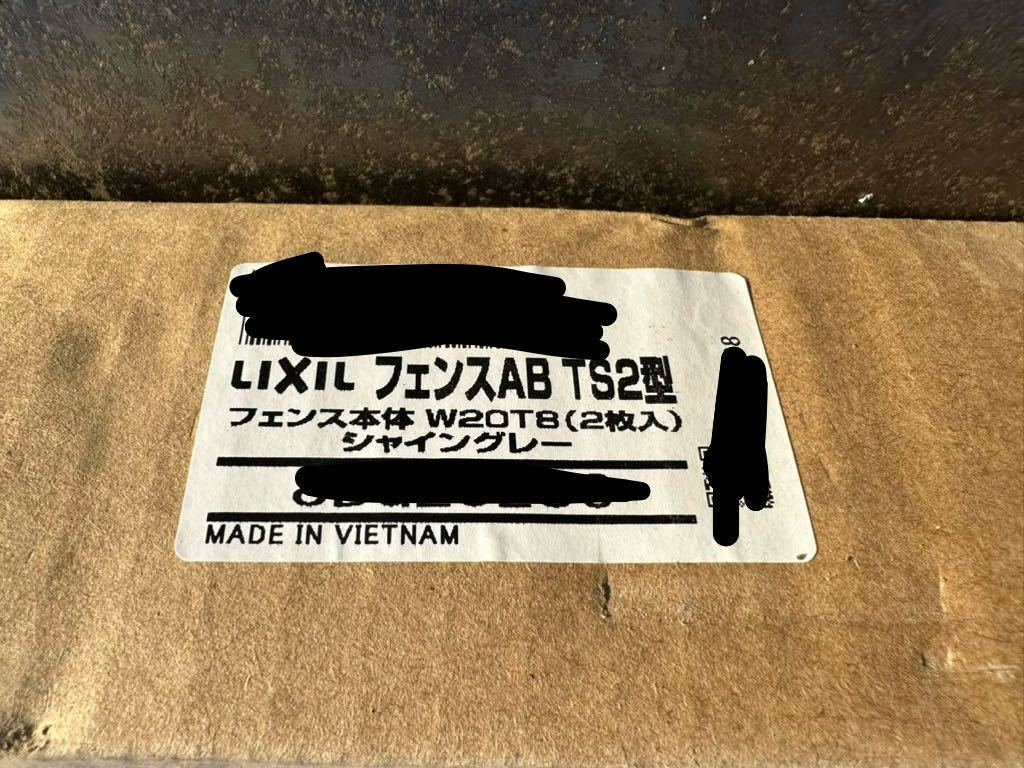 LIXIL フェンスAB TS2型
フェンス本体 W20T8(2枚入)
シャイングレー
MADE IN VIETNAM
8